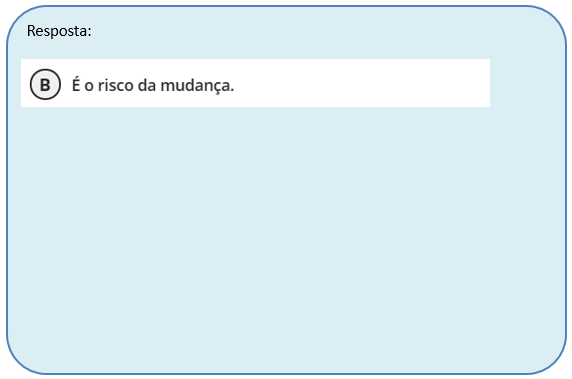 Resposta:
B É o risco da mudança.